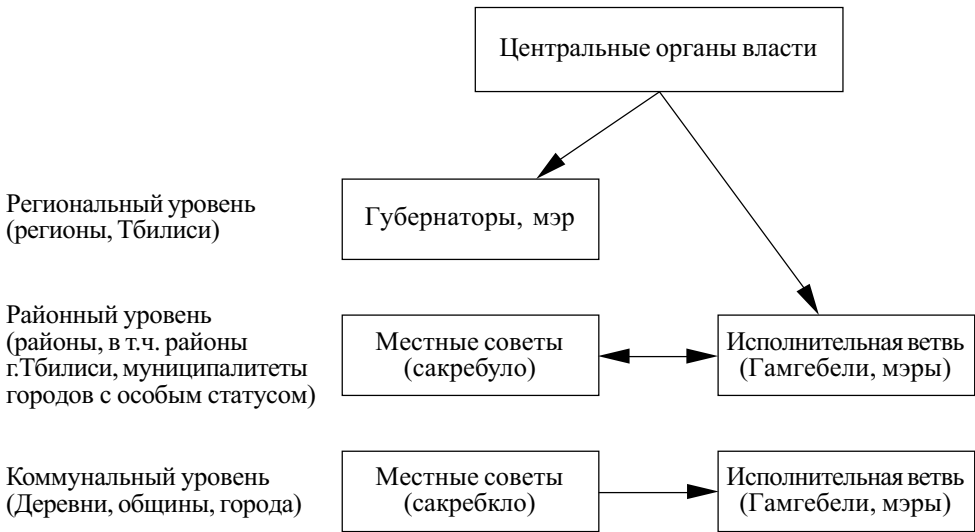 Центральные органы власти
Региональный уровень
(регионы, Тбилиси)
Губернаторы, мэр
Районный уровень
(районы, в т.ч. районы
г.Тбилиси, муниципалитеты
городов с особым статусом)
Местные советы
(сакребуло)
Исполнительная ветвь
(Гамгебели, мэры)
Коммунальный уровень
(Деревни, общины, города)
Местные советы
(сакребкло)
Исполнительная ветвь
(Гамгебели, мэры)